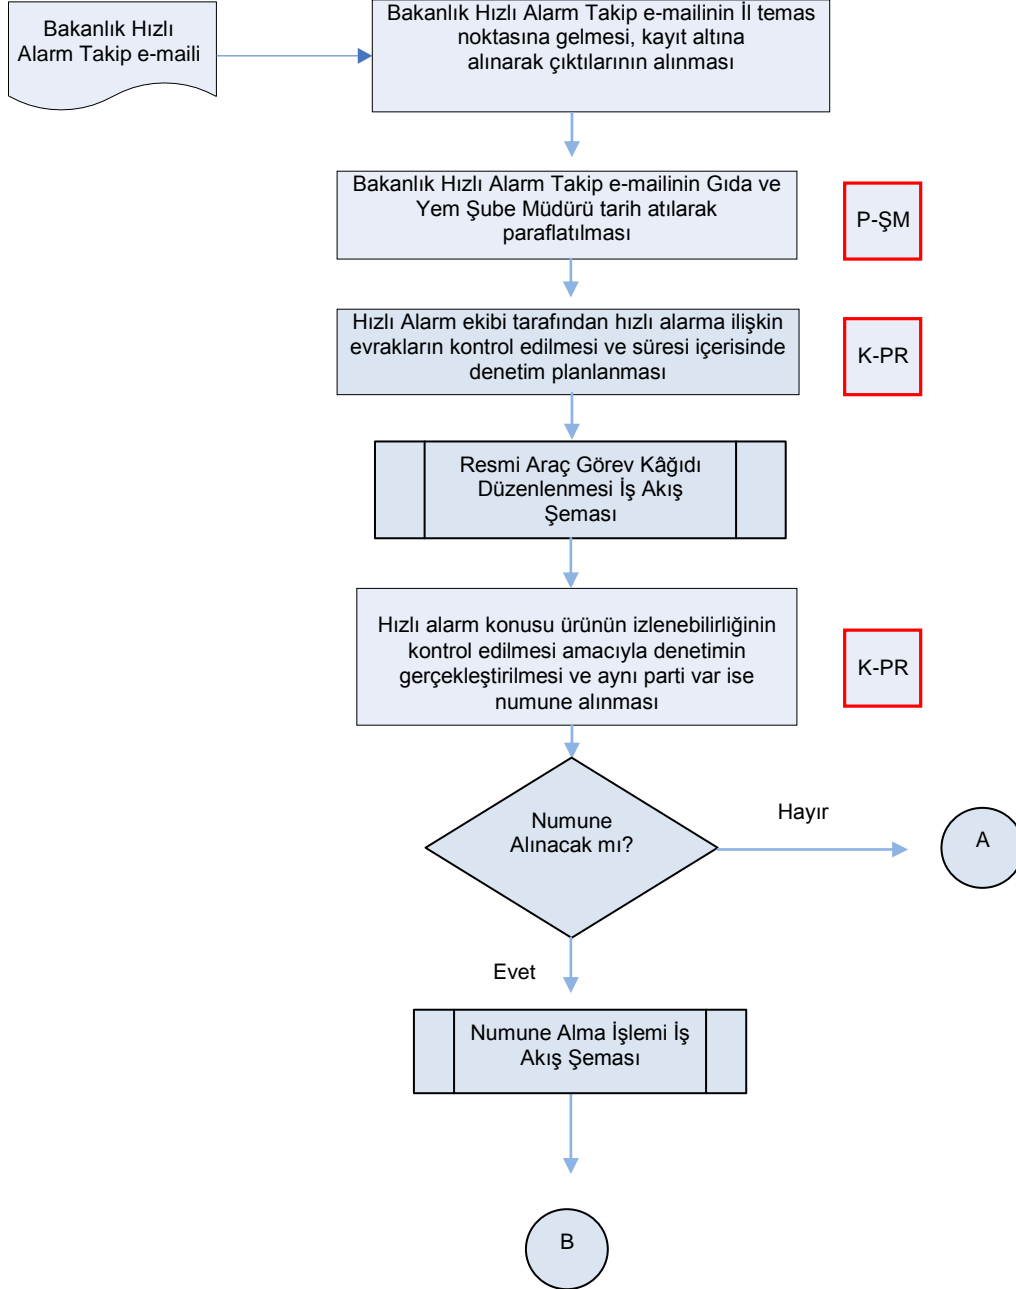 Bakanlık Hızlı
Alarm Takip e-maili
Bakanlık Hızlı Alarm Takip e-mailinin İl temas
noktasına gelmesi, kayıt altına
alınarak çıktılarının alınması
Bakanlık Hızlı Alarm Takip e-mailinin Gıda ve
Yem Şube Müdürü tarih atılarak
paraflatılması
P-ŞM
Hızlı Alarm ekibi tarafından hızlı alarma ilişkin
evrakların kontrol edilmesi ve süresi içerisinde
denetim planlanması
K-PR
Resmi Araç Görev Kâğıdı
Düzenlenmesi İş Akış
Şeması
Hızlı alarm konusu ürünün izlenebilirliğinin
kontrol edilmesi amacıyla denetimin
gerçekleştirilmesi ve aynı parti var ise
numune alınması
K-PR
Numune
Alınacak mı?
Hayır
A
Evet
Numune Alma İşlemi İş
Akış Şeması
B